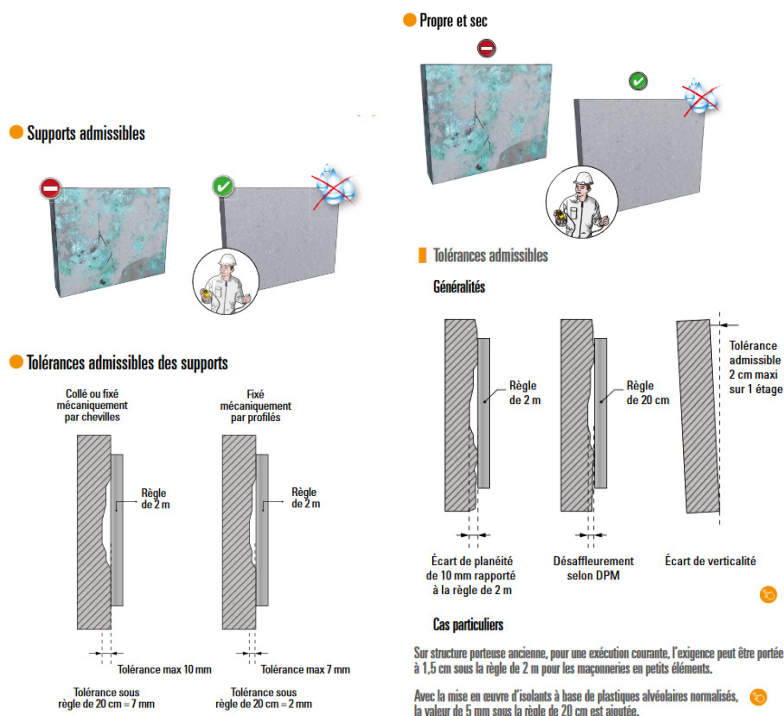 Supports admissibles
Tolérances admissibles des supports
Collé ou fixé
mécaniquement
par chevilles
Fixé
mécaniquement
par profilés
Règle
de 2 m
Règle
de 2 m
Tolérance max 10 mm
Tolérance max 7 mm
Tolérance sous
règle de 20 cm = 7 mm
Tolérance sous
règle de 20 cm = 2 mm
Propre et sec
Tolérances admissibles
Généralités
Règle
de 2 m
Règle
de 20 cm
Tolérance
admissible
2 cm maxi
sur 1 étage
Écart de planéité
de 10 mm rapporté
à la règle de 2 m
Désaffleurement
selon DPM
Écart de verticalité
Cas particuliers
Sur structure porteuse ancienne, pour une exécution courante, l'exigence peut être portée
à 1,5 cm sous la règle de 2 m pour les maçonneries en petits éléments.
Avec la mise en œuvre d'isolants à base de plastiques alvéolaires normalisés,
la valeur de 5 mm sous la règle de 20 cm est ajoutée.